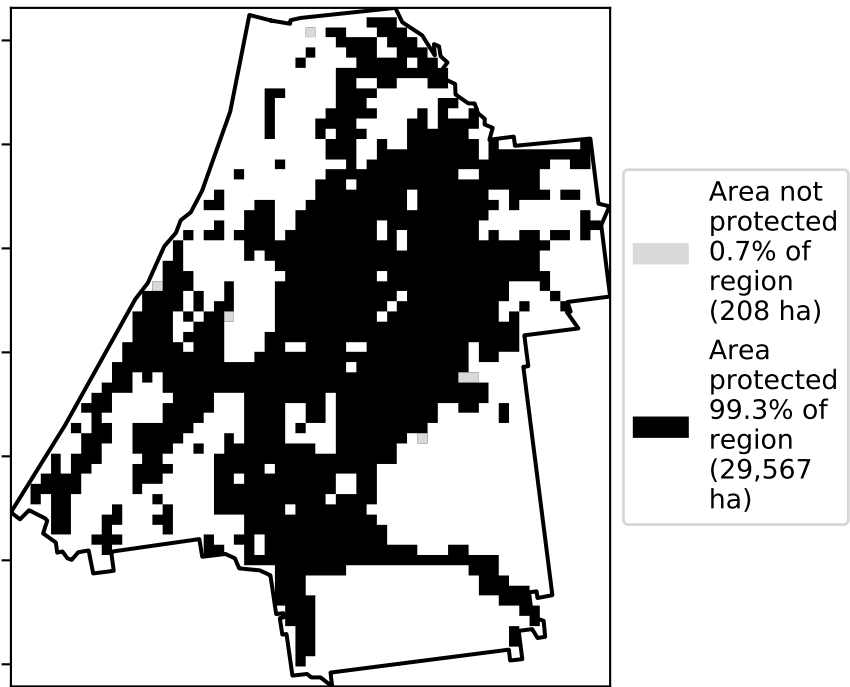 Area not
protected
0.7% of
region
(208 ha)
Area
protected
99.3% of
region
(29,567
ha)